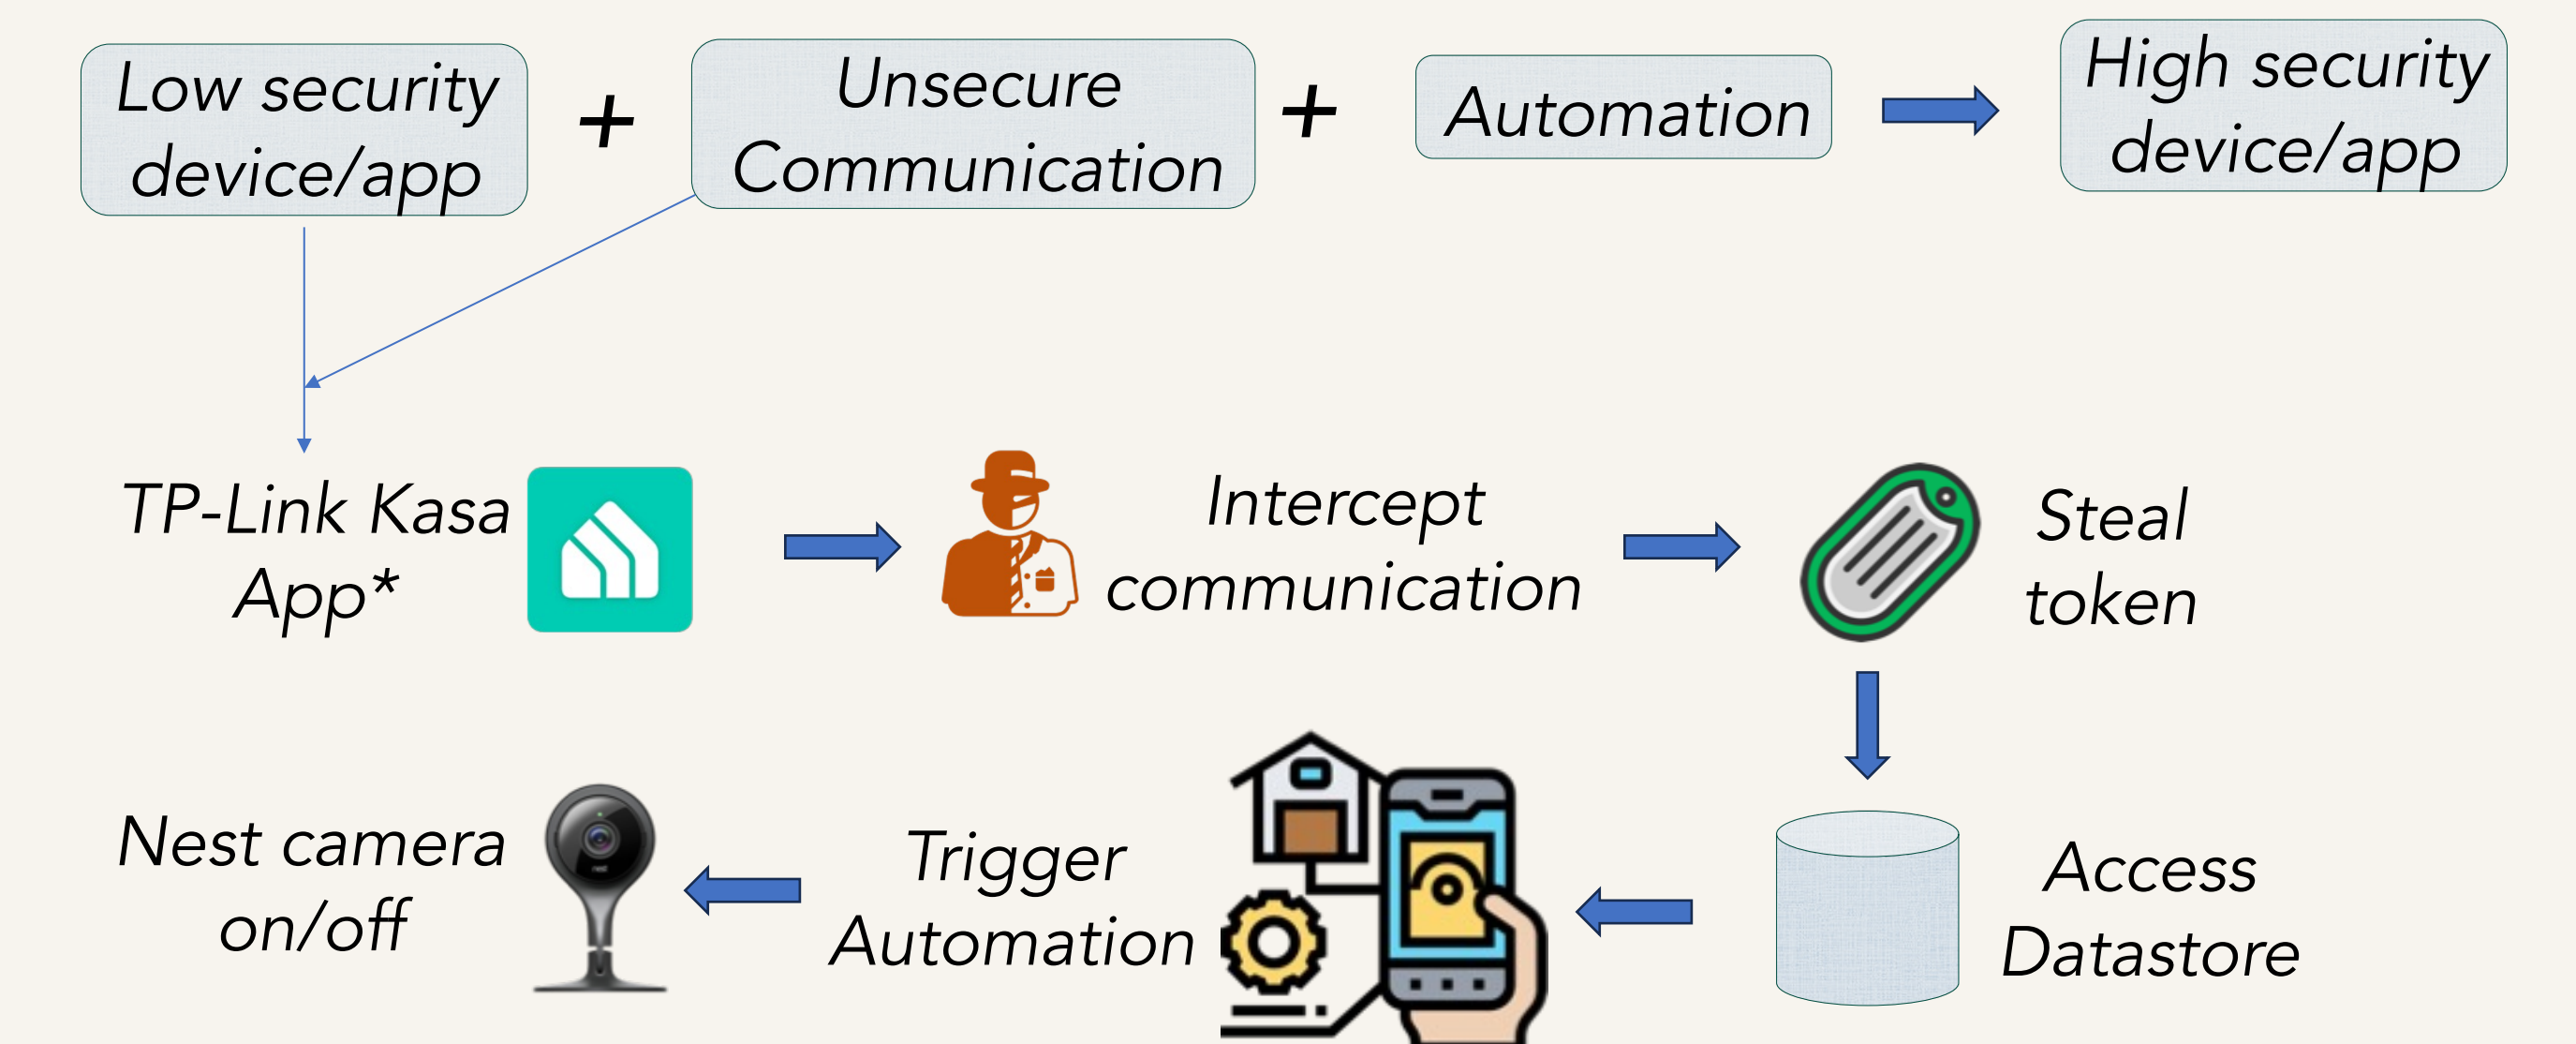 Low security
device/app
+
Unsecure
Communication
+
Automation
High security
device/app
TP-Link Kasa
App*
Intercept
communication
Steal
token
Nest camera
on/off
nest
Trigger
Automation
Access
Datastore